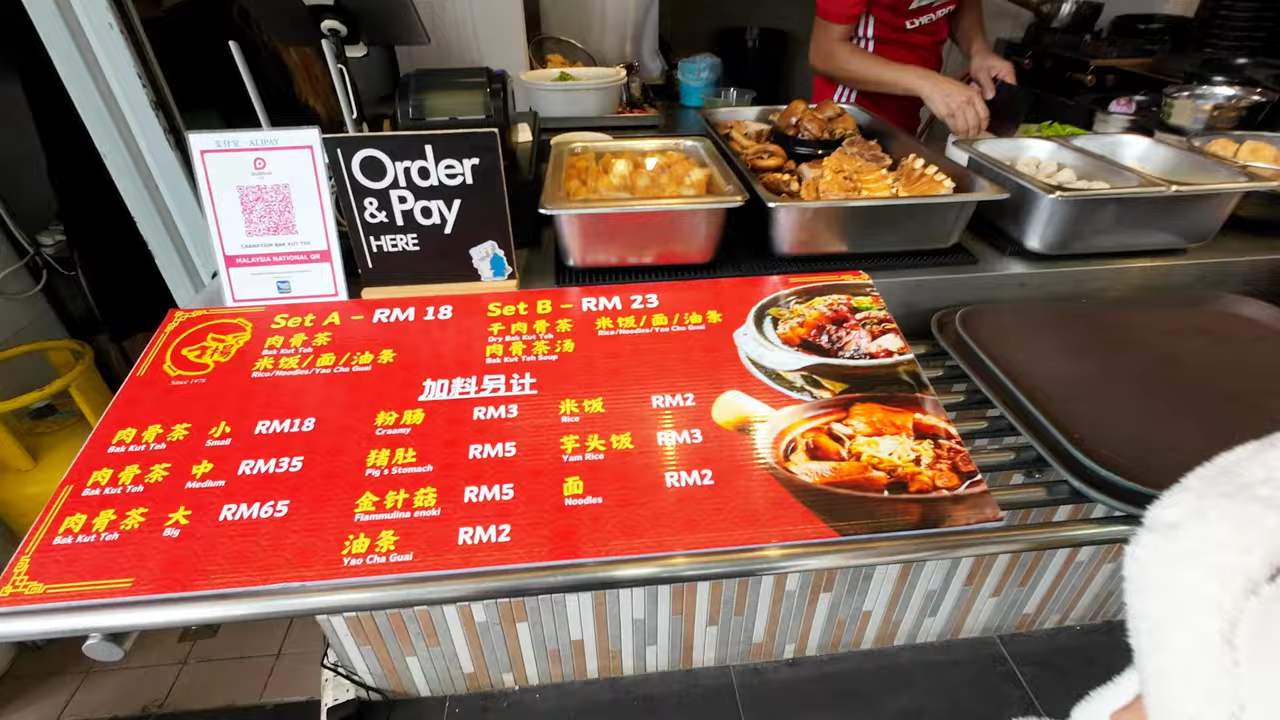 支付宝 ALIPAY
CARNATION BAK KUT TEH
MALAYSIA NATIONAL QR
Order
& Pay
HERE
CHEVROLET
Since 1978
Set A - RM 18
肉骨茶
Bak Kut Teh
米饭/面/油条
Rice/Noodles/Yao Cha Guai
Set B - RM 23
干肉骨茶 米饭/面/油条
Dry Bak Kut Teh Rice/Noodles/Yao Cha Guai
肉骨茶汤
Bak Kut Teh Soup
加料另计
肉骨茶 小 RM18
Bak Kut Teh Small
肉骨茶 中 RM35
Bak Kut Teh Medium
肉骨茶 大 RM65
Bak Kut Teh Big
粉肠 RM3
Creamy
猪肚 RM5
Pig's Stomach
金针菇 RM5
Flammulina enoki
油条 RM2
Yao Cha Guai
米饭 RM2
Rice
芋头饭 RM3
Yam Rice
面 RM2
Noodles